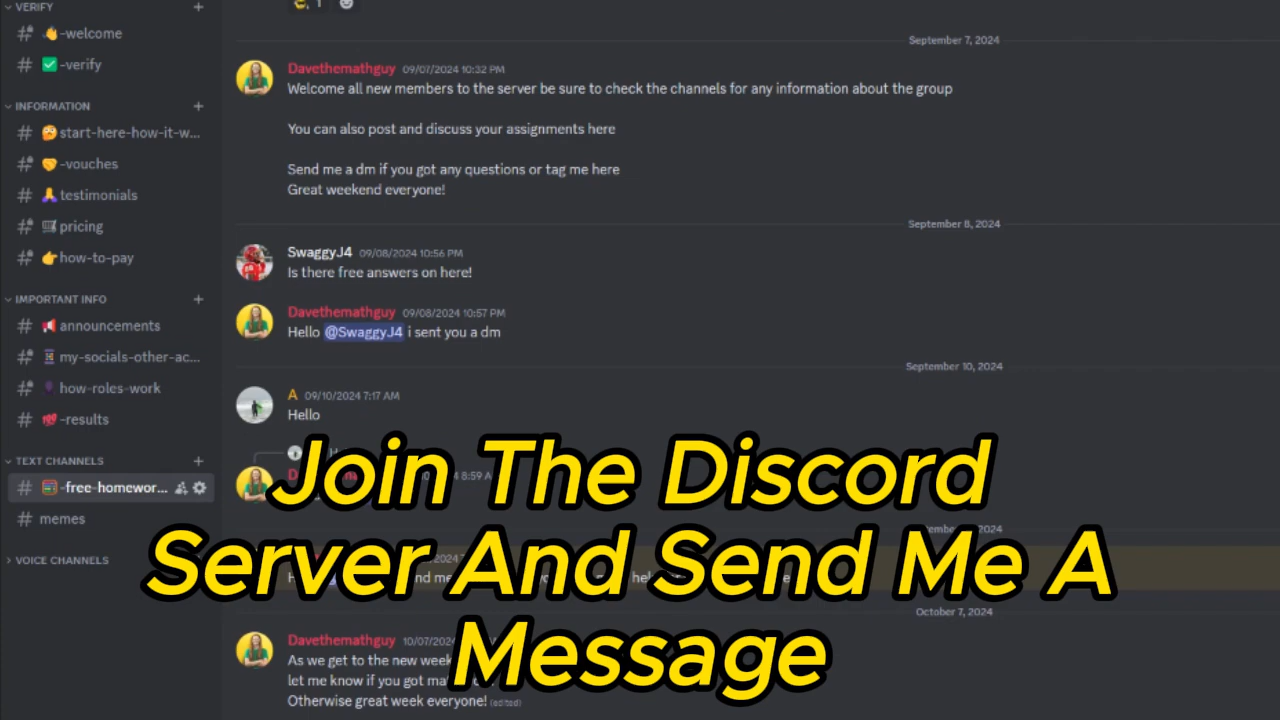 VERIFY
-welcome
-verify
INFORMATION
start-here-how-it-w...
-vouches
testimonials
pricing
how-to-pay
IMPORTANT INFO
announcements
my-socials-other-ac...
how-roles-work
-results
TEXT CHANNELS
-free-homewor...
memes
VOICE CHANNELS
1
September 7, 2024
Davethemathguy 09/07/2024 10:32 PM
Welcome all new members to the server be sure to check the channels for any information about the group
You can also post and discuss your assignments here
Send me a dm if you got any questions or tag me here
Great weekend everyone!
September 8, 2024
SwaggyJ4 09/08/2024 10:56 PM
Is there free answers on here!
Davethemathguy 09/08/2024 10:57 PM
Hello @SwaggyJ4 i sent you a dm
September 10, 2024
A 09/10/2024 7:17 AM
Hello
8:59 A
Join The Discord
Server And Send Me A
Message
October 7, 2024
Davethemathguy 10/07/20
As we get to the new week
let me know if you got ma
Otherwise great week everyone! (edited)